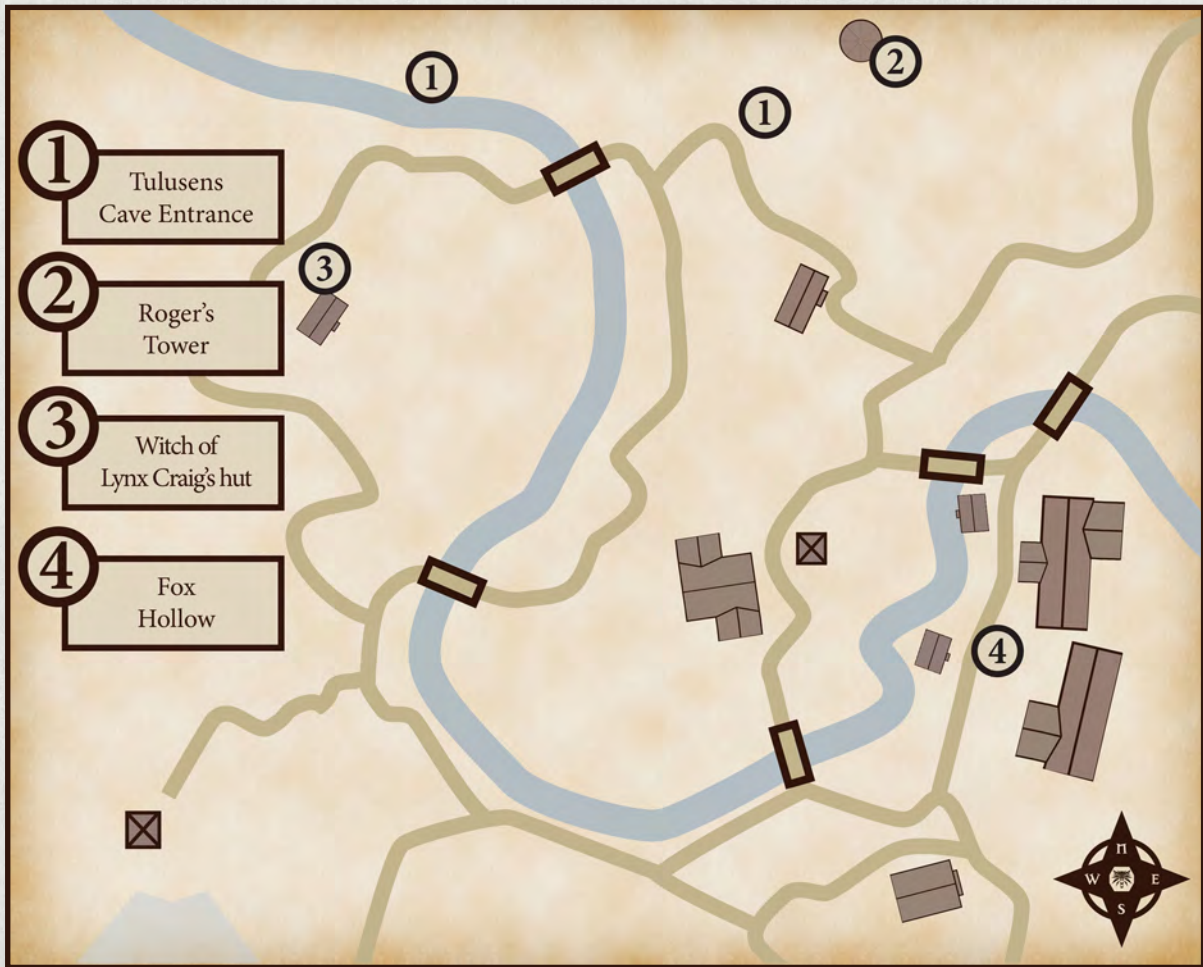 1
2
1
1
Tulusens
Cave Entrance
3
2
Roger's
Tower
3
Witch of
Lynx Craig's hut
4
Fox
Hollow
4
N
W E
S